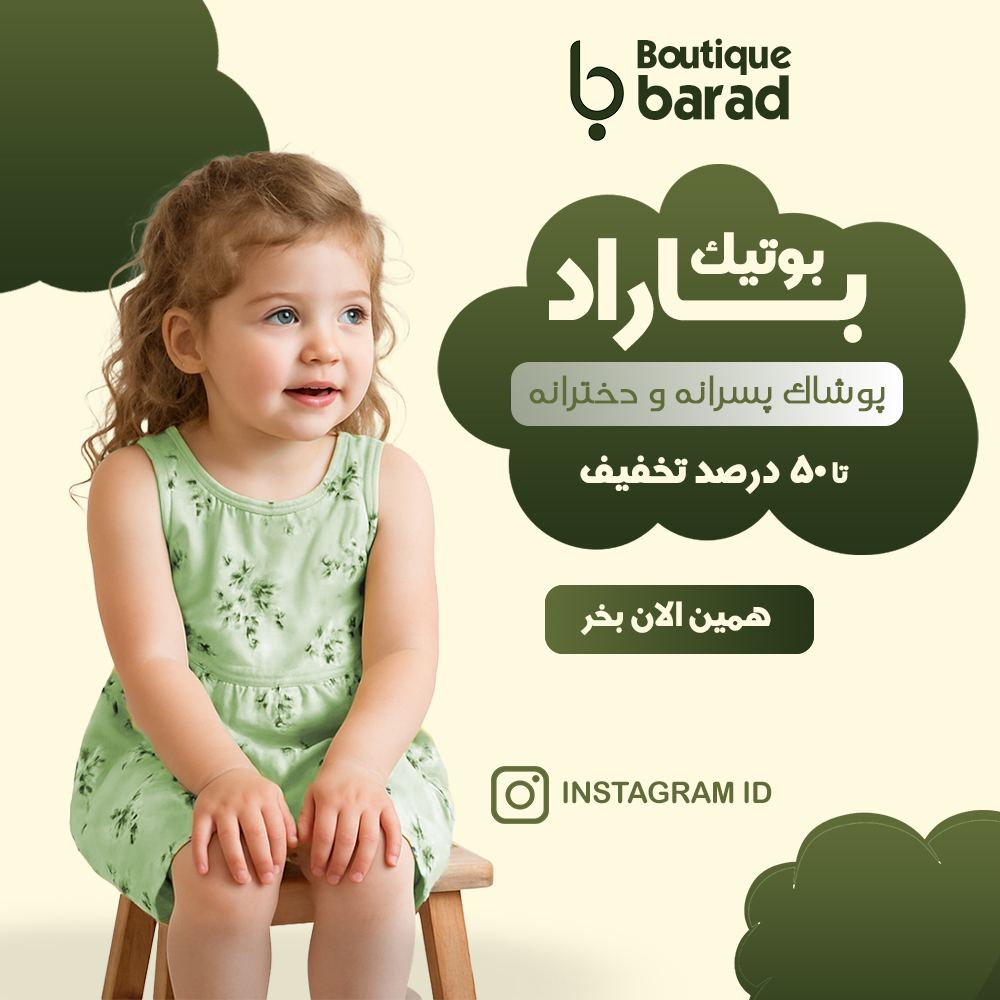 Boutique
barad
بوتیک
باراد
پوشاک پسرانه و دخترانه
تا ۵۰ درصد تخفیف
همین الان بخر
INSTAGRAM ID